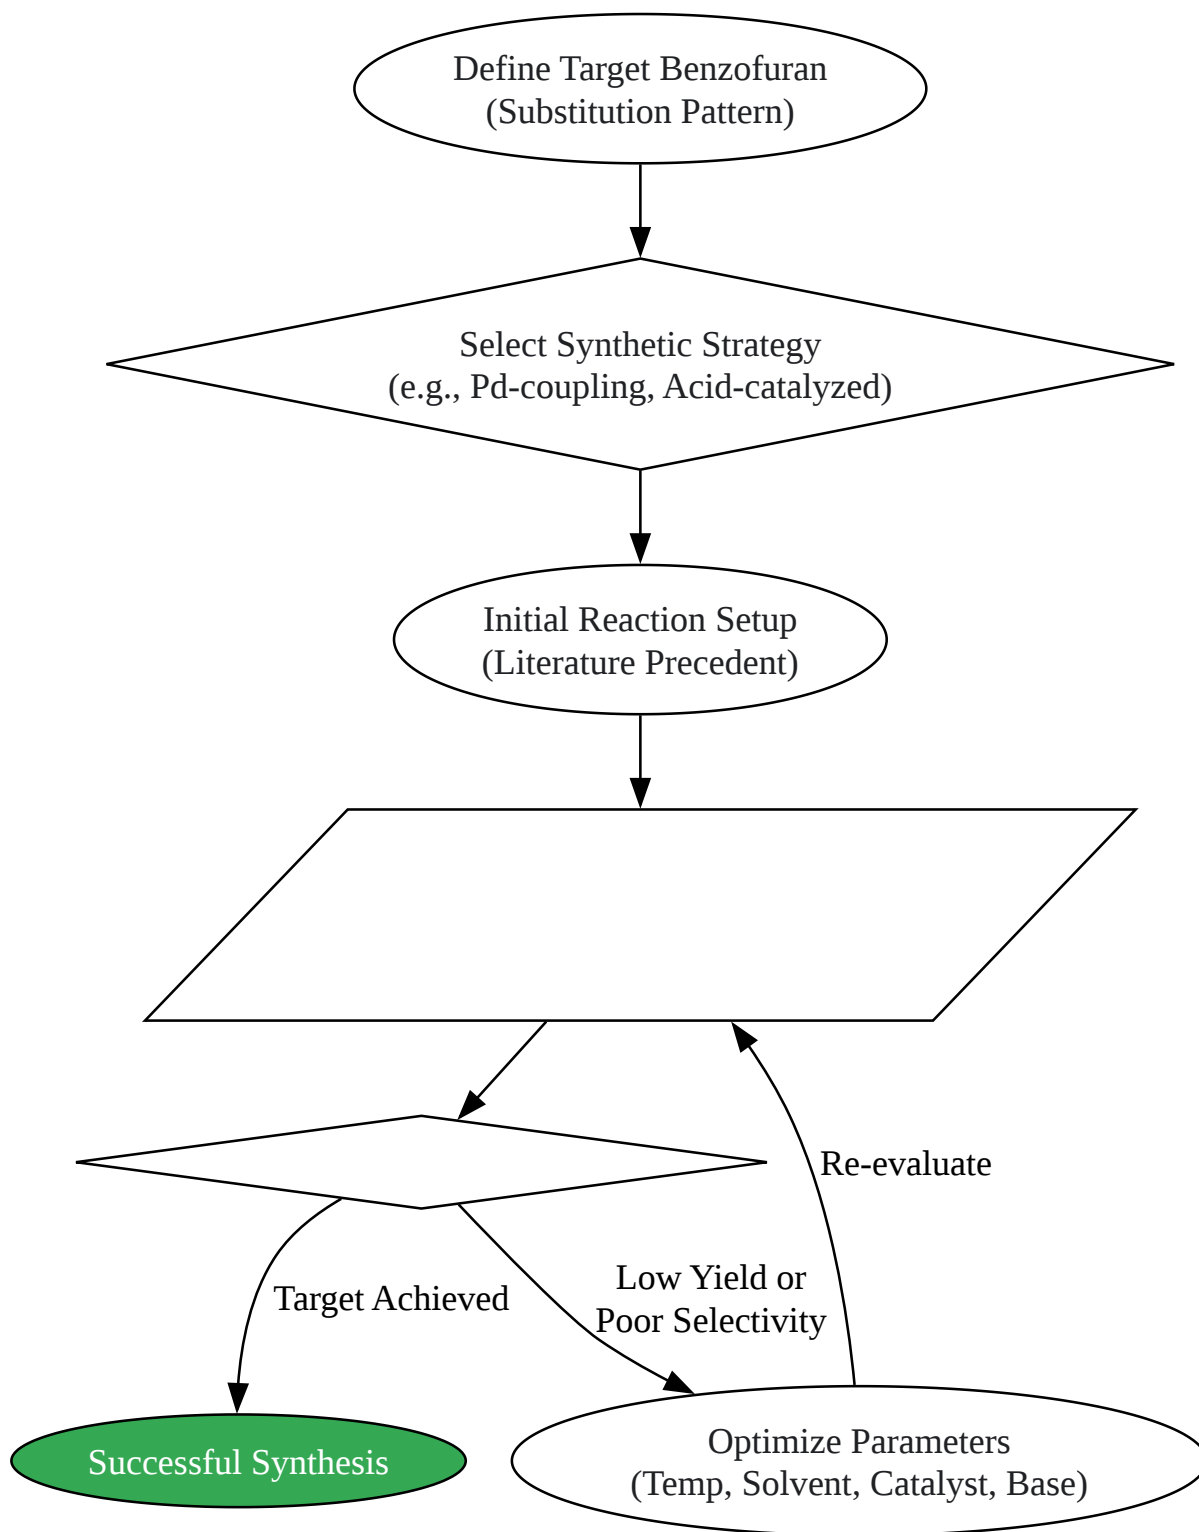 Define Target Benzofuran
(Substitution Pattern)
Select Synthetic Strategy
(e.g., Pd-coupling, Acid-catalyzed)
Initial Reaction Setup
(Literature Precedent)
Re-evaluate
Low Yield or
Poor Selectivity
Target Achieved
Successful Synthesis
Optimize Parameters
(Temp, Solvent, Catalyst, Base)